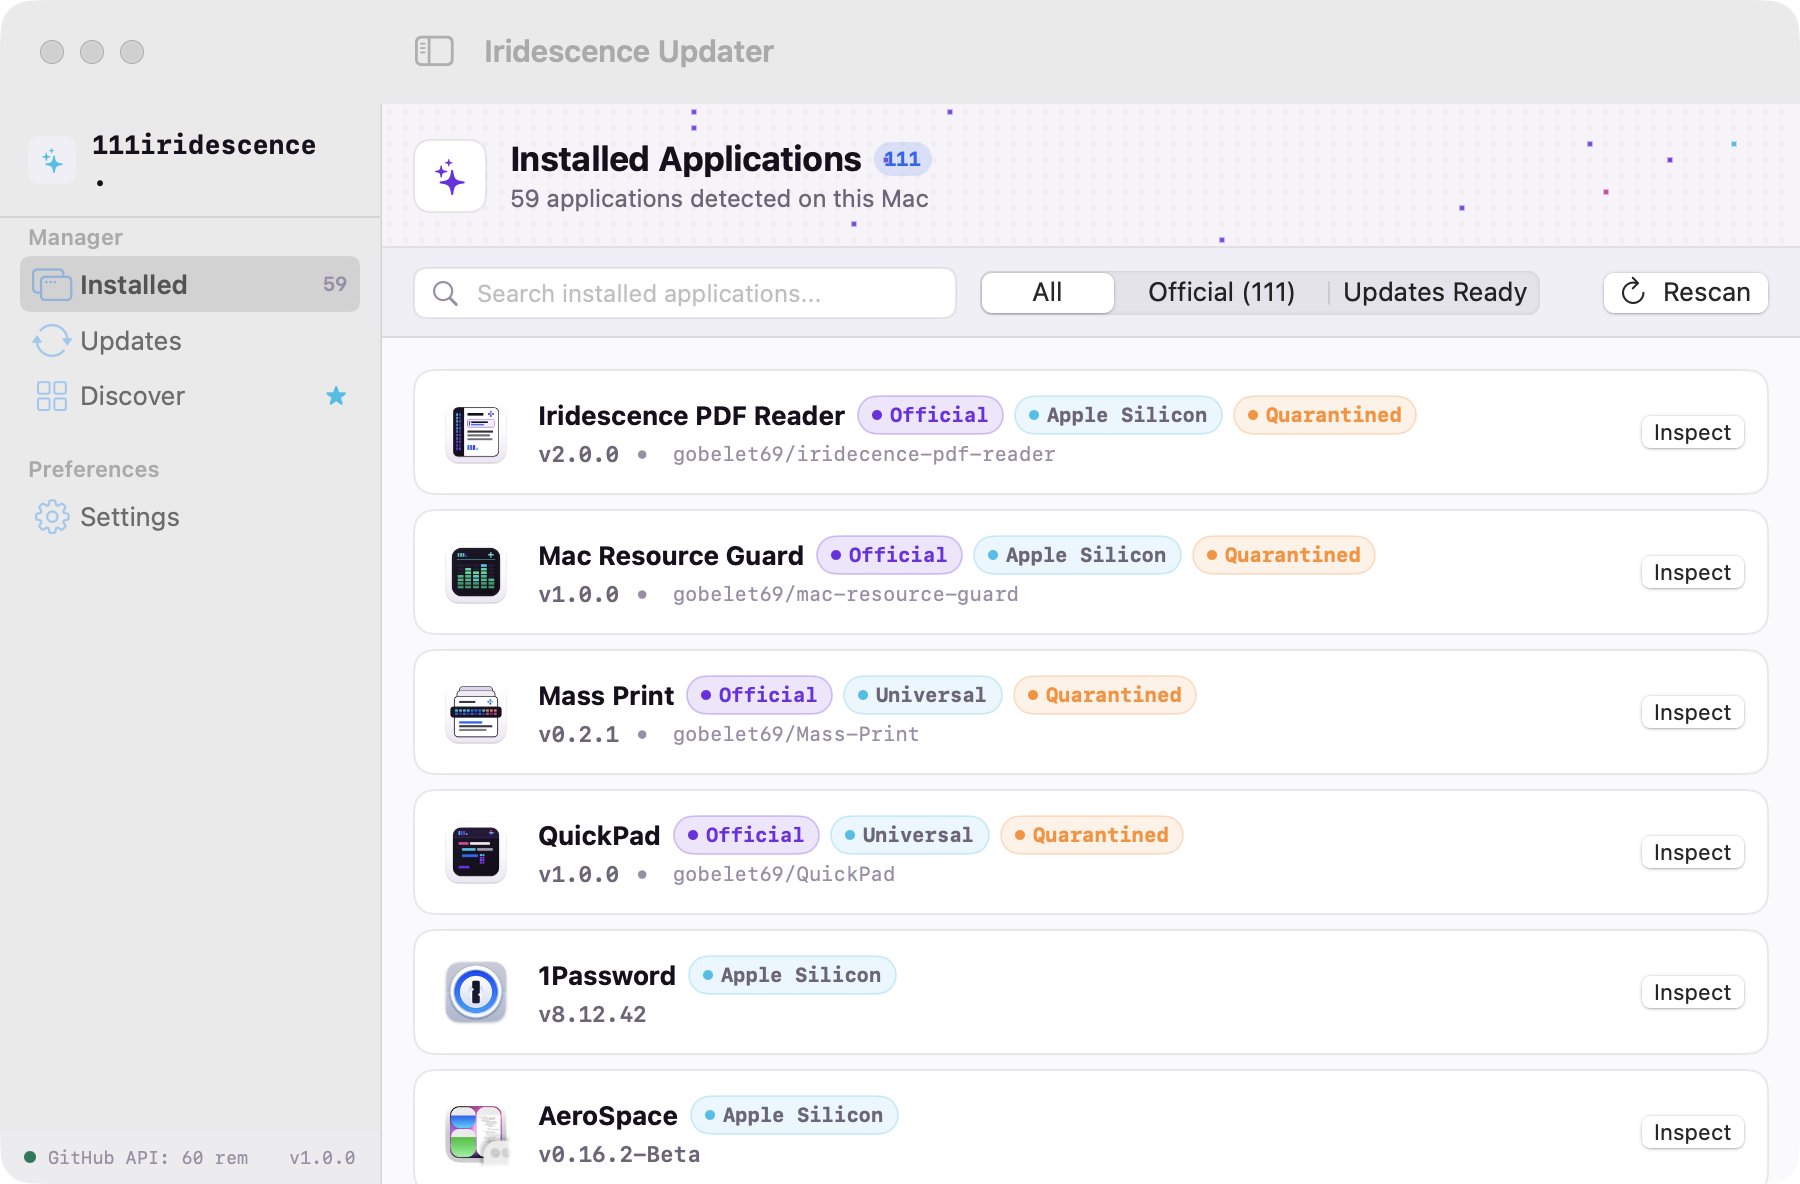 Iridescence Updater
111iridescence
.
Manager
Installed 59
Updates
Discover
Preferences
Settings
GitHub API: 60 rem v1.0.0
Installed Applications 111
59 applications detected on this Mac
Search installed applications...
All Official (111) Updates Ready Rescan
Iridescence PDF Reader Official Apple Silicon Quarantined
v2.0.0 • gobelet69/iridecence-pdf-reader
Inspect
Mac Resource Guard Official Apple Silicon Quarantined
v1.0.0 • gobelet69/mac-resource-guard
Inspect
Mass Print Official Universal Quarantined
v0.2.1 • gobelet69/Mass-Print
Inspect
QuickPad Official Universal Quarantined
v1.0.0 • gobelet69/QuickPad
Inspect
1Password Apple Silicon
v8.12.42
Inspect
AeroSpace Apple Silicon
v0.16.2-Beta
Inspect